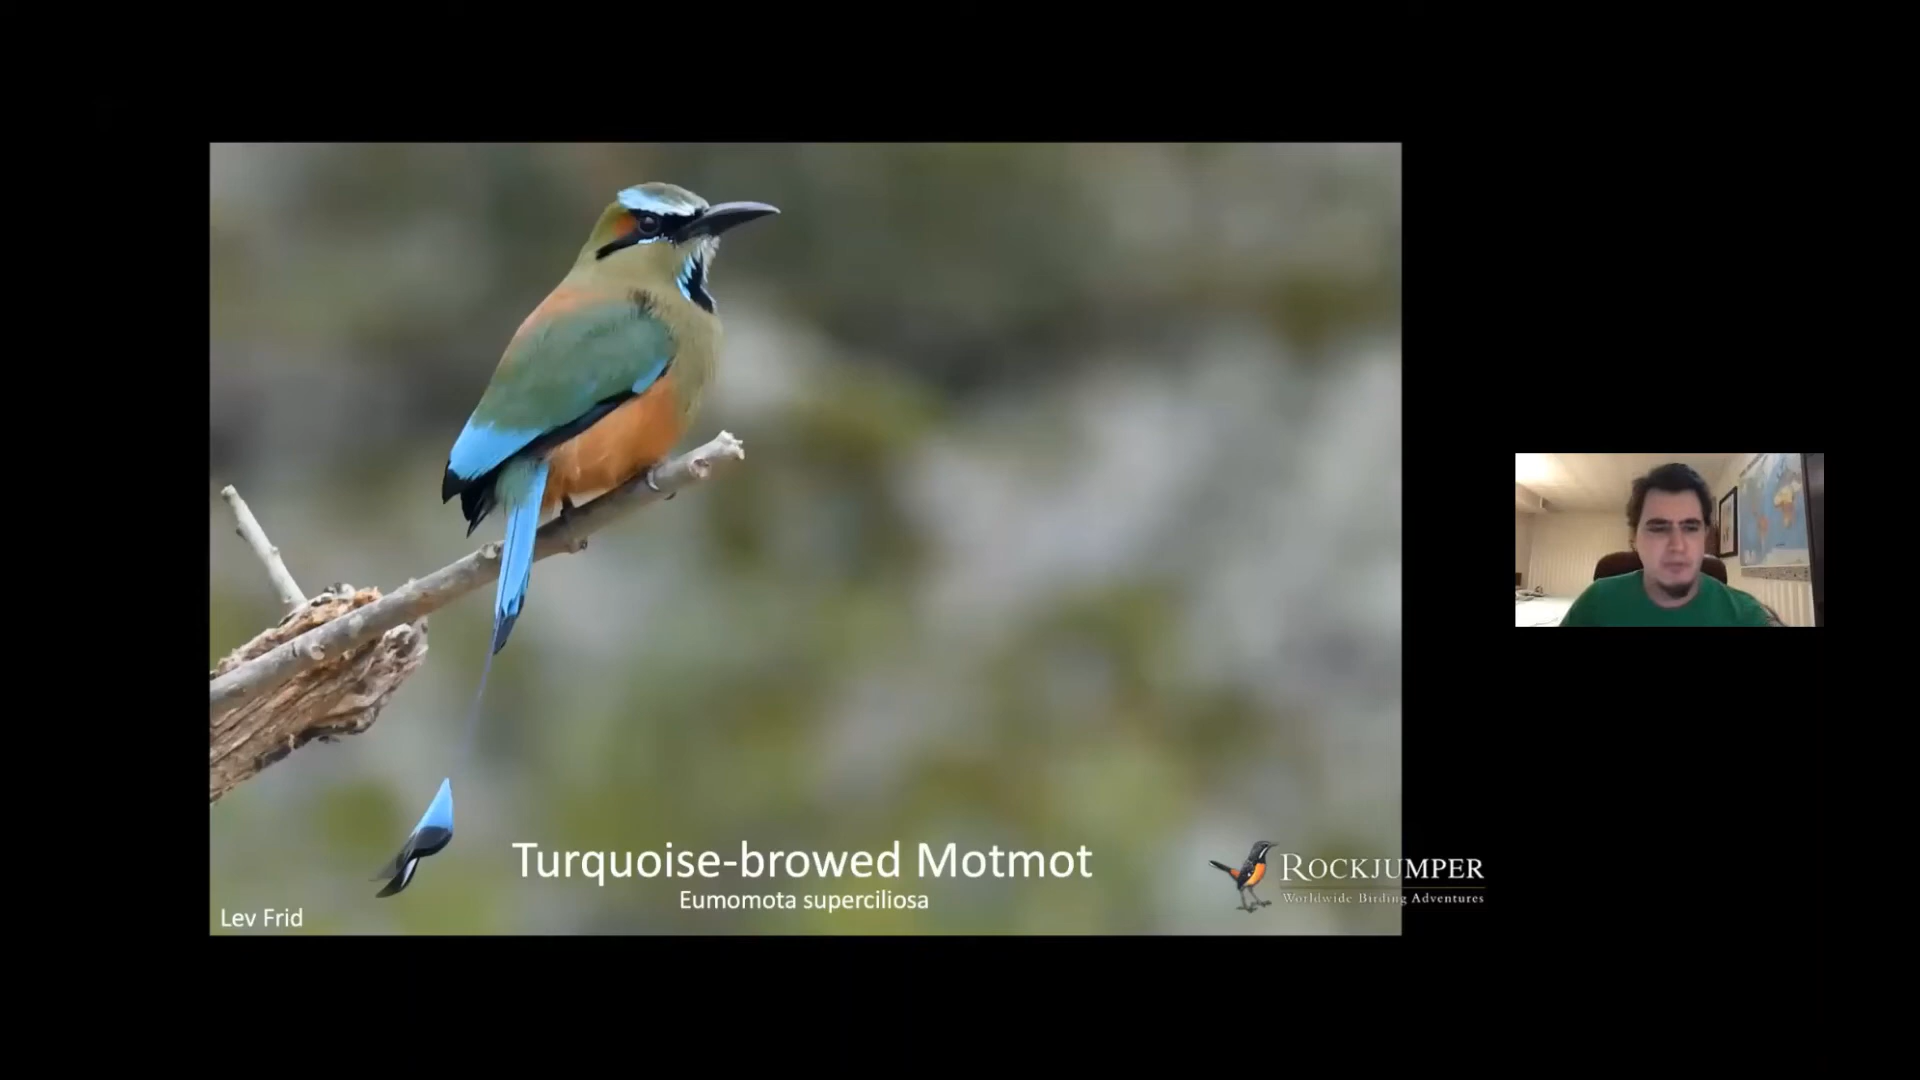 Turquoise-browed Motmot
Eumomota superciliosa
Lev Frid
ROCKJUMPER
Worldwide Birding Adventures